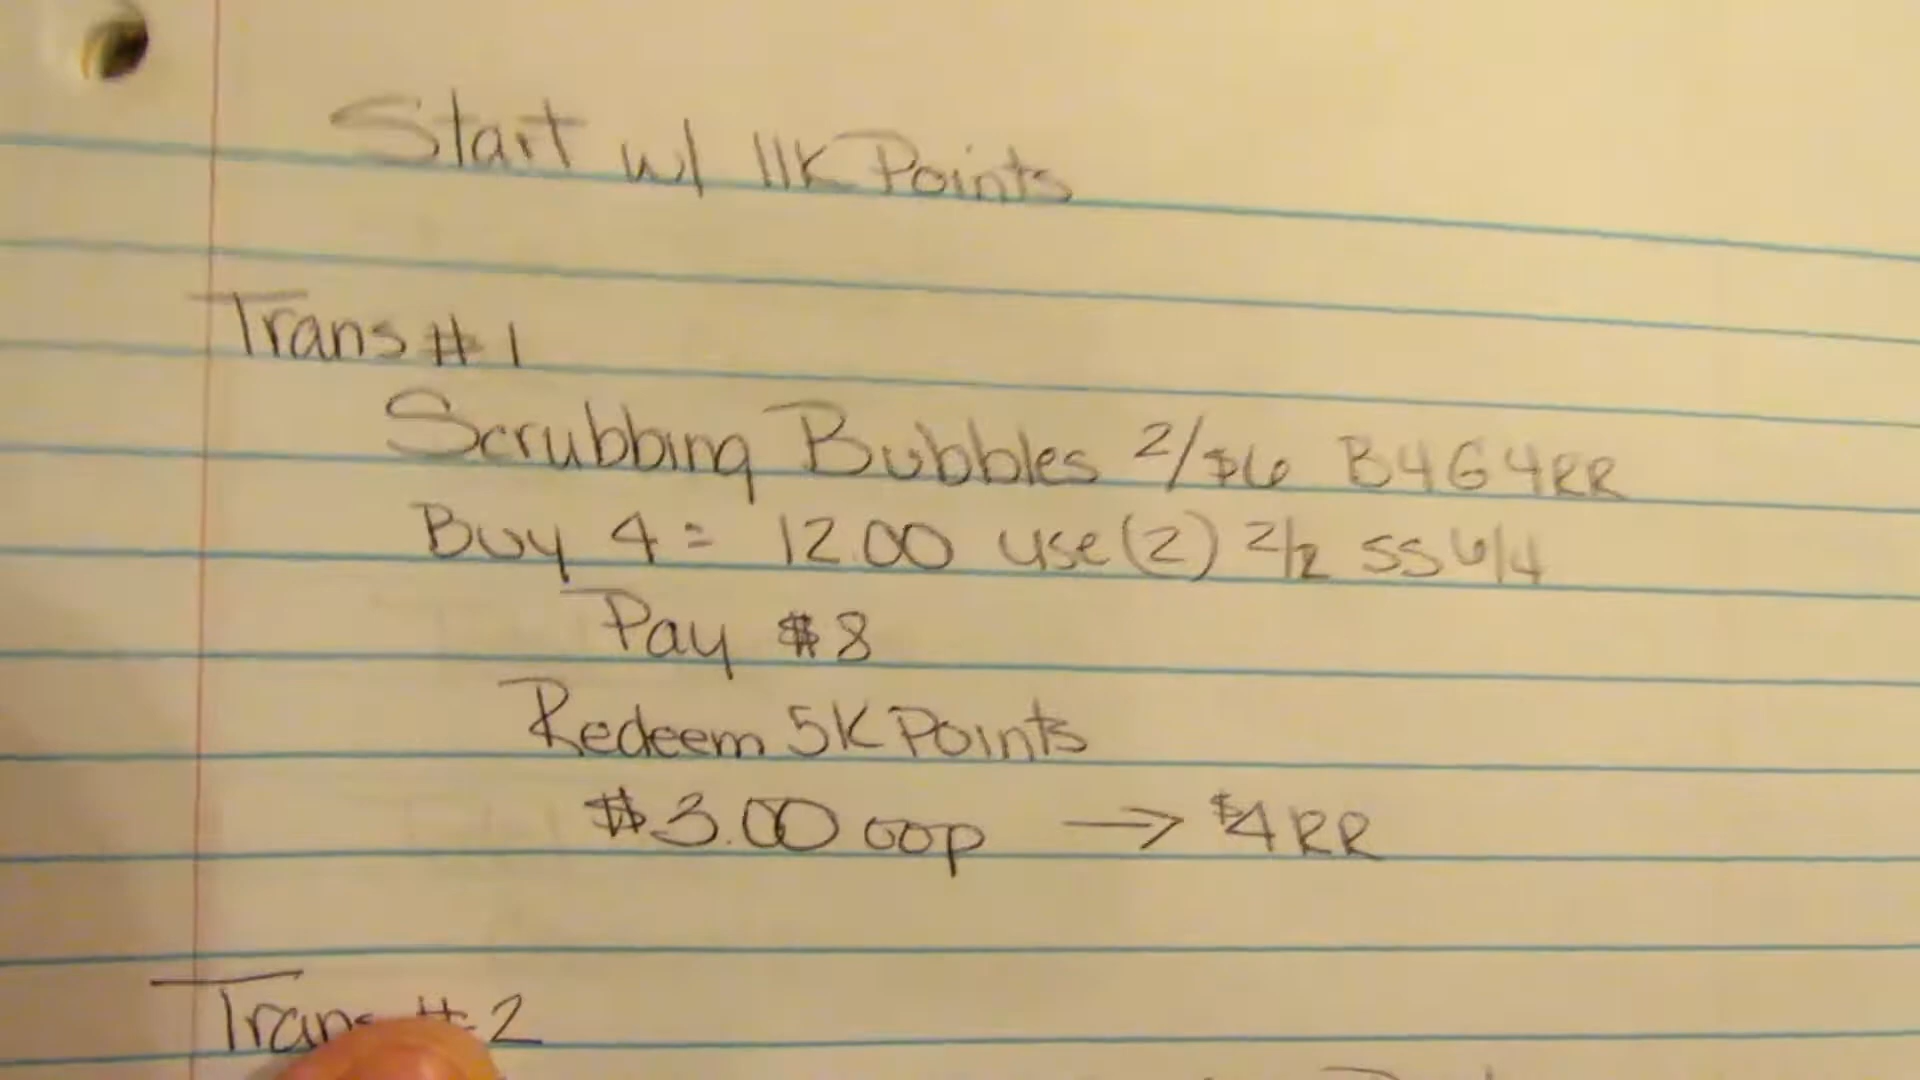 Start w/ 11K Points
Trans # 1
Scrubbing Bubbles 2/$6 B4G4RR
Buy 4 = 12.00 use (2) 2/2 SS 6/4
Pay $8
Redeem 5K Points
$3.00 oop → $4 RR
Trans # 2